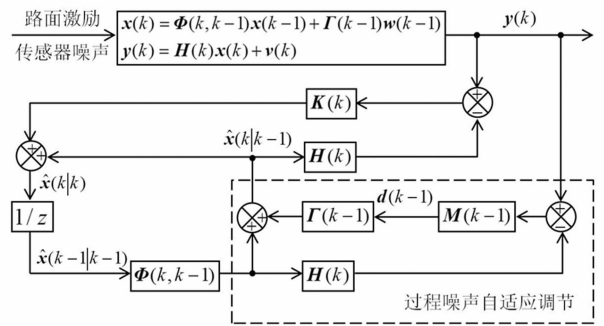 路面激励
传感器噪声
x(k)=Φ(k,k-1)x(k-1)+Γ(k-1)w(k-1)
y(k)=H(k)x(k)+v(k)
y(k)
+
−
K(k)
x̂(k|k-1)
H(k)
+
+
x̂(k|k)
1/z
x̂(k-1|k-1)
Φ(k,k-1)
+
+
Γ(k-1)
d(k-1)
M(k-1)
+
−
H(k)
过程噪声自适应调节